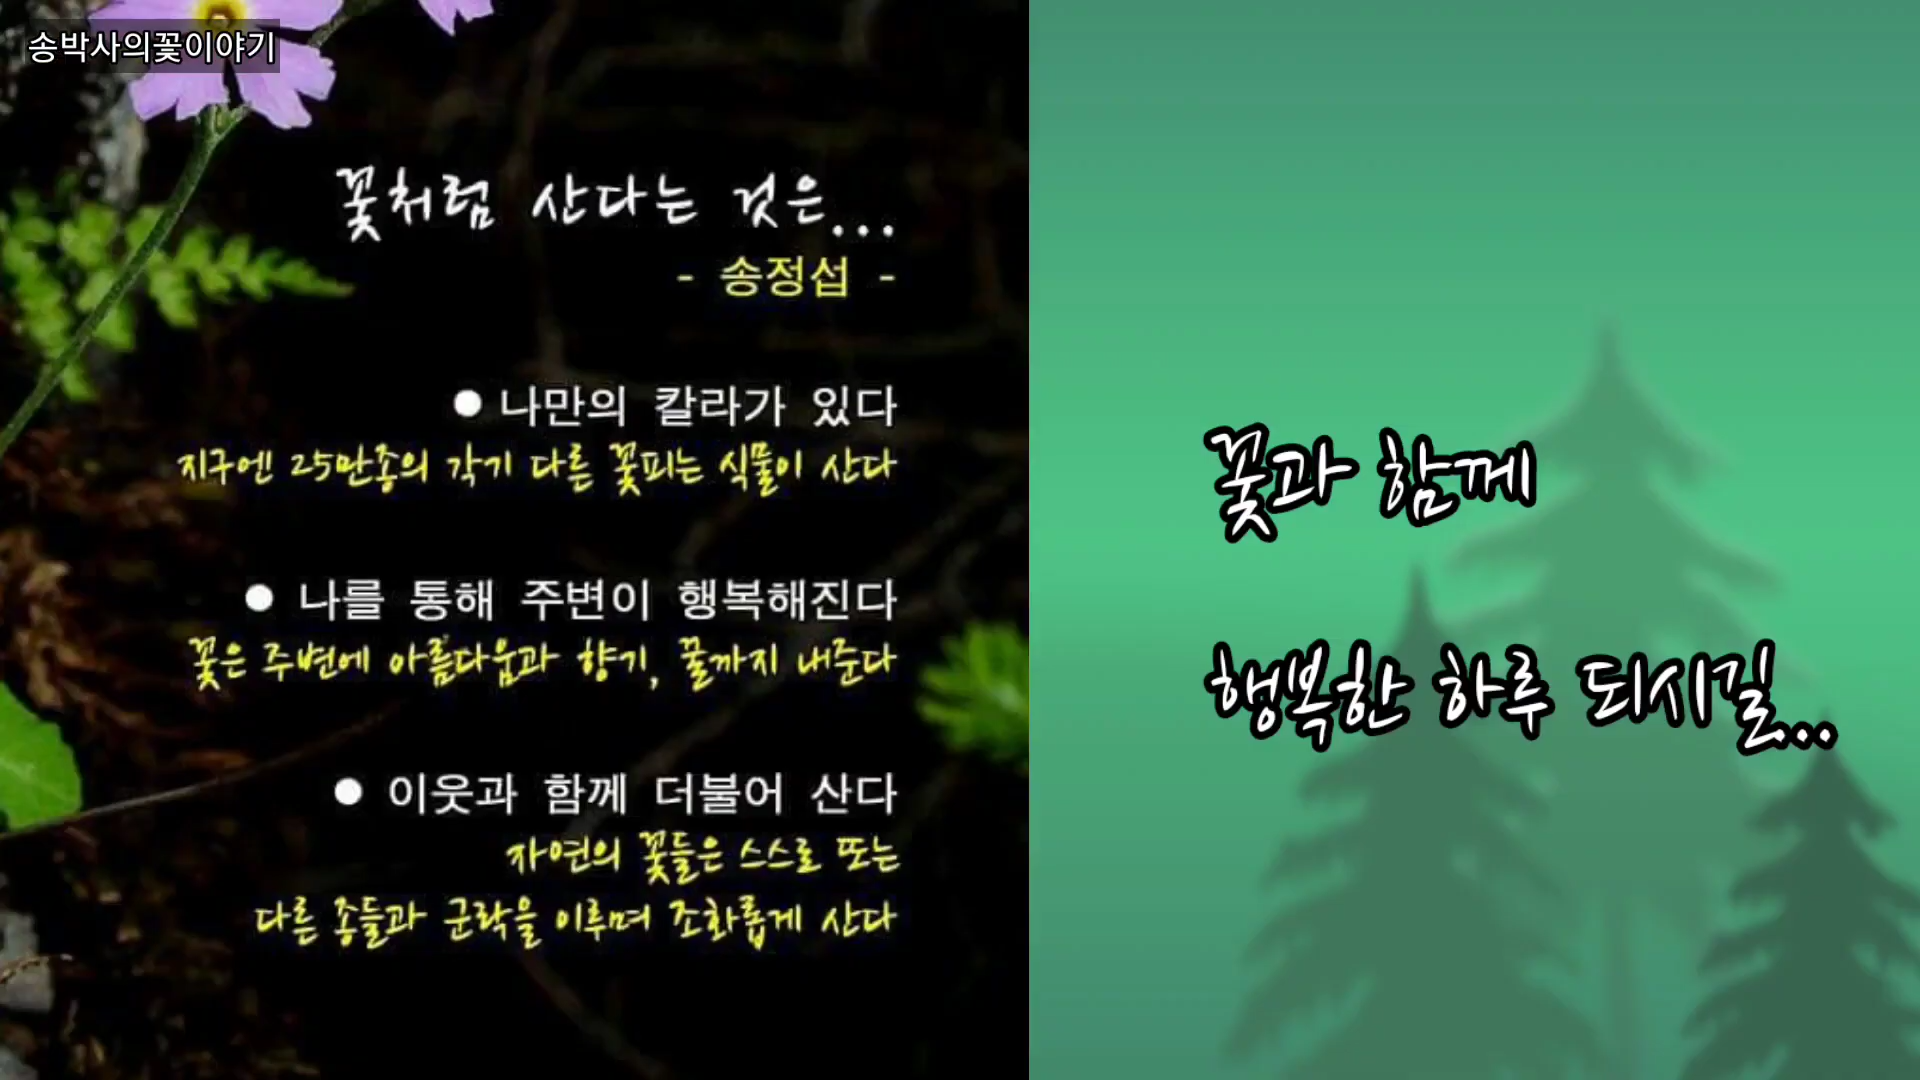 송박사의꽃이야기
꽃처럼 산다는 것은...
- 송정섭 -
● 나만의 칼라가 있다
지구엔 25만종의 각기 다른 꽃피는 식물이 산다
● 나를 통해 주변이 행복해진다
꽃은 주변에 아름다움과 향기, 꿀까지 내준다
● 이웃과 함께 더불어 산다
자연의 꽃들은 스스로 또는
다른 종들과 군락을 이루며 조화롭게 산다
꽃과 함께
행복한 하루 되시길...